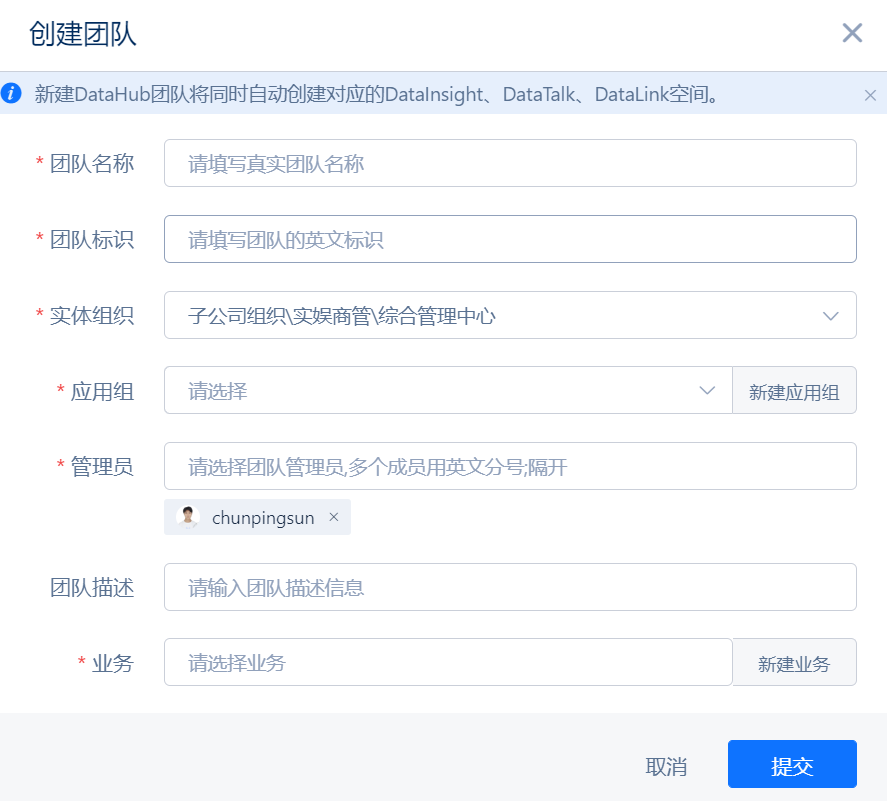 创建团队
新建DataHub团队将同时自动创建对应的DataInsight、DataTalk、DataLink空间。
* 团队名称 请填写真实团队名称
* 团队标识 请填写团队的英文标识
* 实体组织 子公司组织\实娱商管\综合管理中心
* 应用组 请选择 新建应用组
* 管理员 请选择团队管理员,多个成员用英文分号;隔开
chunpingsun
团队描述 请输入团队描述信息
* 业务 请选择业务 新建业务
取消 提交